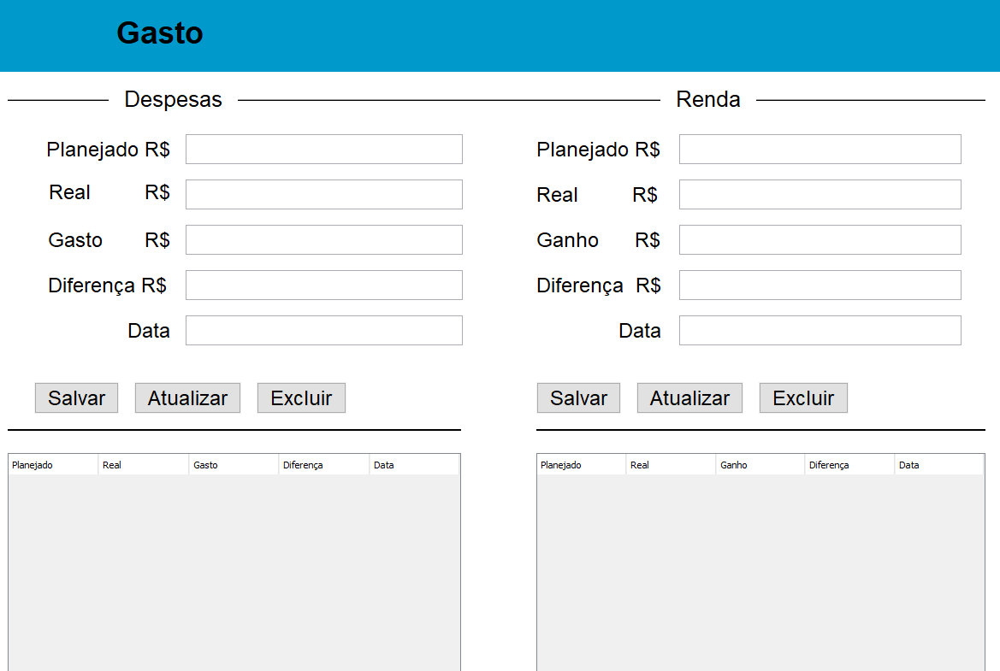 Gasto
Despesas
Planejado R$
Real R$
Gasto R$
Diferença R$
Data
Salvar Atualizar Excluir
Planejado Real Gasto Diferença Data
Renda
Planejado R$
Real R$
Ganho R$
Diferença R$
Data
Salvar Atualizar Excluir
Planejado Real Ganho Diferença Data